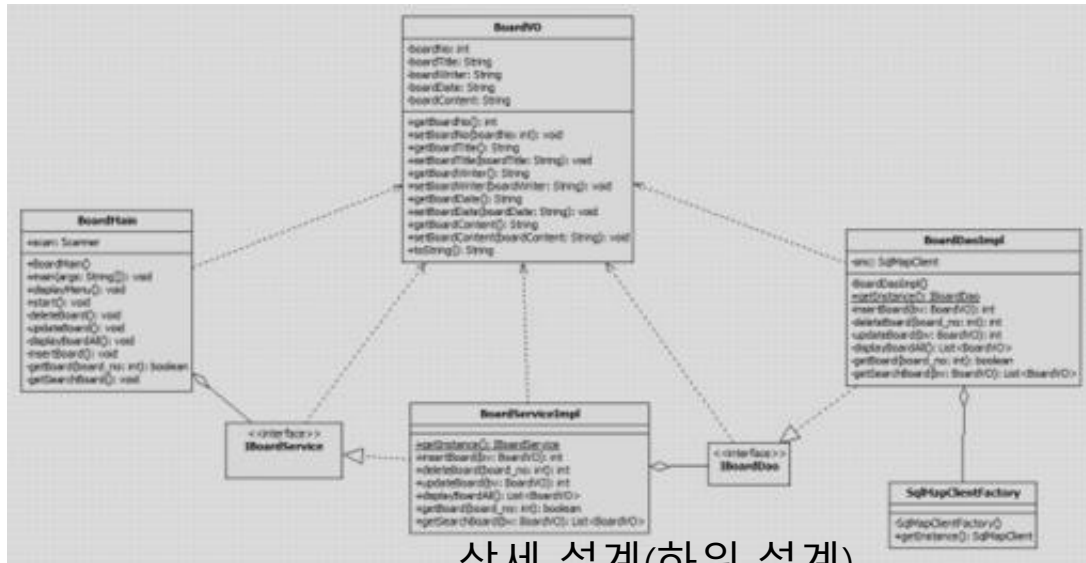 BoardVO
-boardNo: int
-boardTitle: String
-boardWriter: String
-boardDate: String
-boardContent: String
+getBoardNo(): int
+setBoardNo(boardNo: int): void
+getBoardTitle(): String
+setBoardTitle(boardTitle: String): void
+getBoardWriter(): String
+setBoardWriter(boardWriter: String): void
+getBoardDate(): String
+setBoardDate(boardDate: String): void
+getBoardContent(): String
+setBoardContent(boardContent: String): void
+toString(): String
BoardMain
+scan: Scanner
+BoardMain()
+main(args: String[]): void
+displayMenu(): void
+start(): void
-deleteBoard(): void
-updateBoard(): void
-displayBoardAll(): void
-insertBoard(): void
-getBoard(board_no: int): boolean
-getSearchBoard(): void
BoardDaoImpl
-smc: SqlMapClient
-BoardDaoImpl()
+getInstance(): IBoardDao
-insertBoard(bv: BoardVO): int
-deleteBoard(board_no: int): int
-updateBoard(bv: BoardVO): int
-displayBoardAll(): List<BoardVO>
-getBoard(board_no: int): boolean
-getSearchBoard(bv: BoardVO): List<BoardVO>
<<interface>>
IBoardService
BoardServiceImpl
+getInstance(): IBoardService
+insertBoard(bv: BoardVO): int
+deleteBoard(board_no: int): int
+updateBoard(bv: BoardVO): int
+displayBoardAll(): List<BoardVO>
+getBoard(board_no: int): boolean
+getSearchBoard(bv: BoardVO): List<BoardVO>
<<interface>>
IBoardDao
SqlMapClientFactory
-SqlMapClientFactory()
+getInstance(): SqlMapClient
상세 설계(하위 설계)